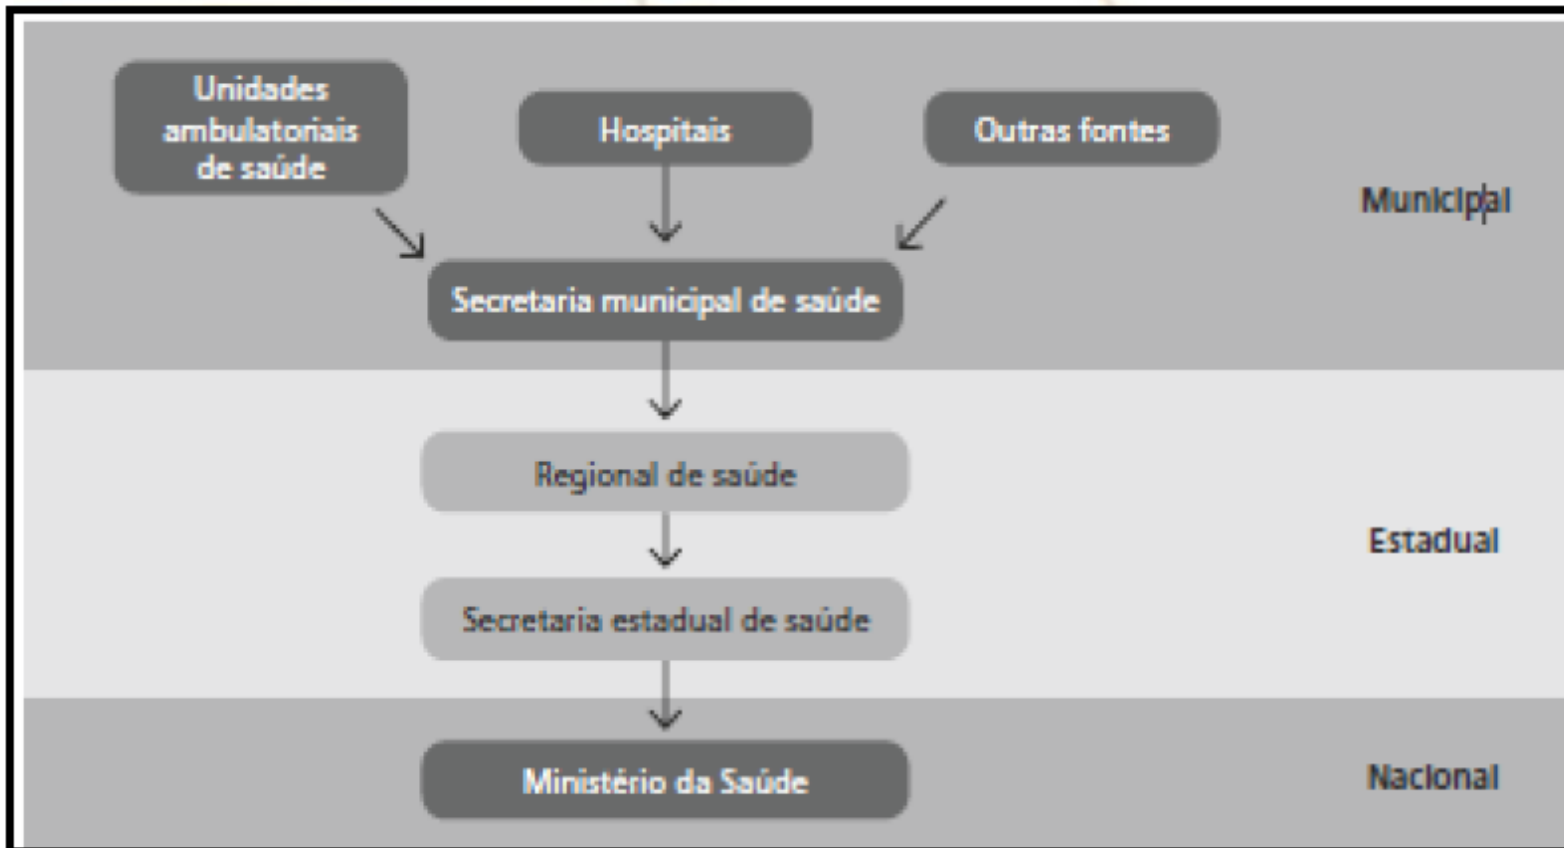 Unidades
ambulatoriais
de saúde
Hospitais
Outras fontes
Municipal
Secretaria municipal de saúde
Regional de saúde
Estadual
Secretaria estadual de saúde
Ministério da Saúde
Nacional